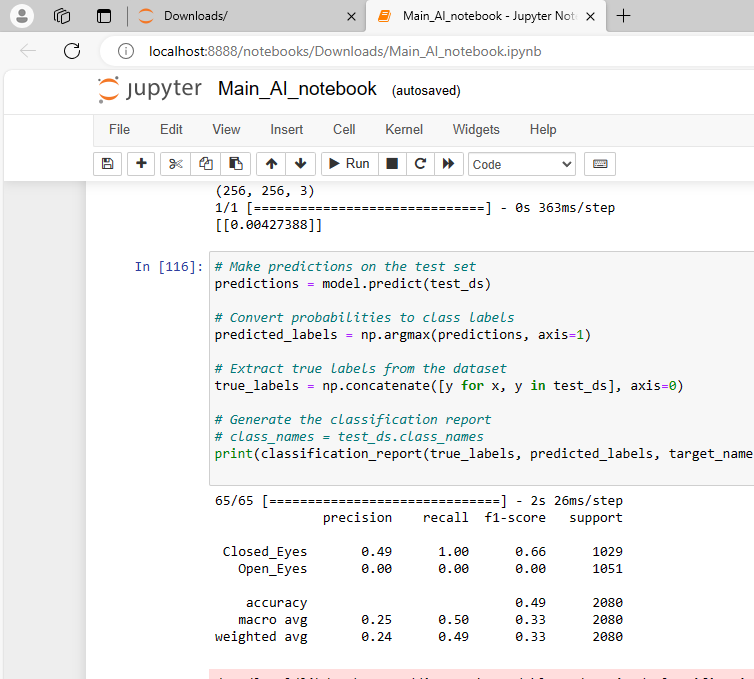 Downloads/
Main_AI_notebook - Jupyter Not
localhost:8888/notebooks/Downloads/Main_AI_notebook.ipynb
jupyter Main_AI_notebook (autosaved)
File Edit View Insert Cell Kernel Widgets Help
Run Code
(256, 256, 3)
1/1 [==============================] - 0s 363ms/step
[[0.00427388]]
In [116]: # Make predictions on the test set
predictions = model.predict(test_ds)
# Convert probabilities to class labels
predicted_labels = np.argmax(predictions, axis=1)
# Extract true labels from the dataset
true_labels = np.concatenate([y for x, y in test_ds], axis=0)
# Generate the classification report
# class_names = test_ds.class_names
print(classification_report(true_labels, predicted_labels, target_name
65/65 [==============================] - 2s 26ms/step
precision recall f1-score support
Closed_Eyes 0.49 1.00 0.66 1029
Open_Eyes 0.00 0.00 0.00 1051
accuracy 0.49 2080
macro avg 0.25 0.50 0.33 2080
weighted avg 0.24 0.49 0.33 2080